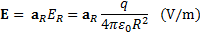 E = a_R E_R = a_R q/(4πε₀R²) (V/m)